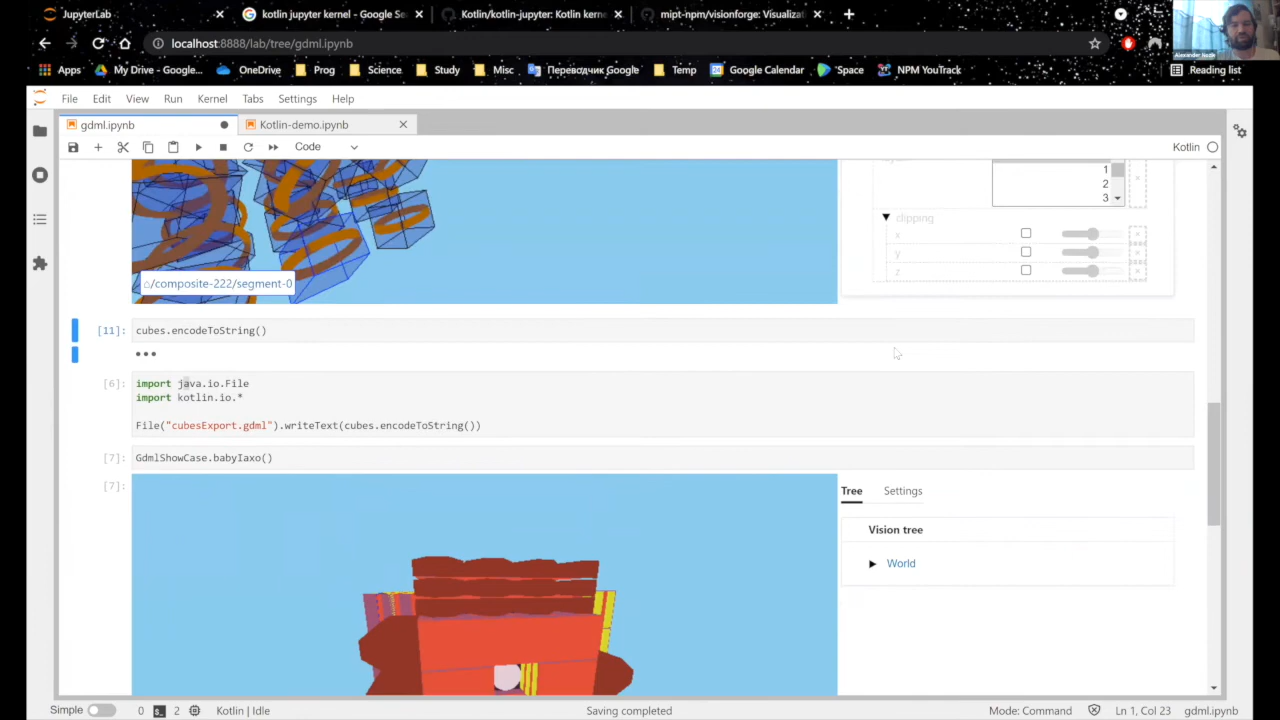 JupyterLab
kotlin jupyter kernel - Google Se
Kotlin/kotlin-jupyter: Kotlin kern
mipt-npm/visionforge: Visualizat
localhost:8888/lab/tree/gdml.ipynb
Apps My Drive - Google... OneDrive Prog Science Study Misc Переводчик Google Temp Google Calendar Space NPM Yardtrack Reading list
File Edit View Run Kernel Tabs Settings Help
gdml.ipynb
Kotlin-demo.ipynb
Code
Kotlin
1
2
3
clipping
x
y
z
⌂/composite-222/segment-0
[11]: cubes.encodeToString()
•••
[6]: import java.io.File
import kotlin.io.*
File("cubesExport.gdml").writeText(cubes.encodeToString())
[7]: GdmlShowCase.babyIaxo()
[7]:
Tree Settings
Vision tree
World
Simple 0 2 Kotlin | Idle Saving completed Mode: Command Ln 1, Col 23 gdml.ipynb